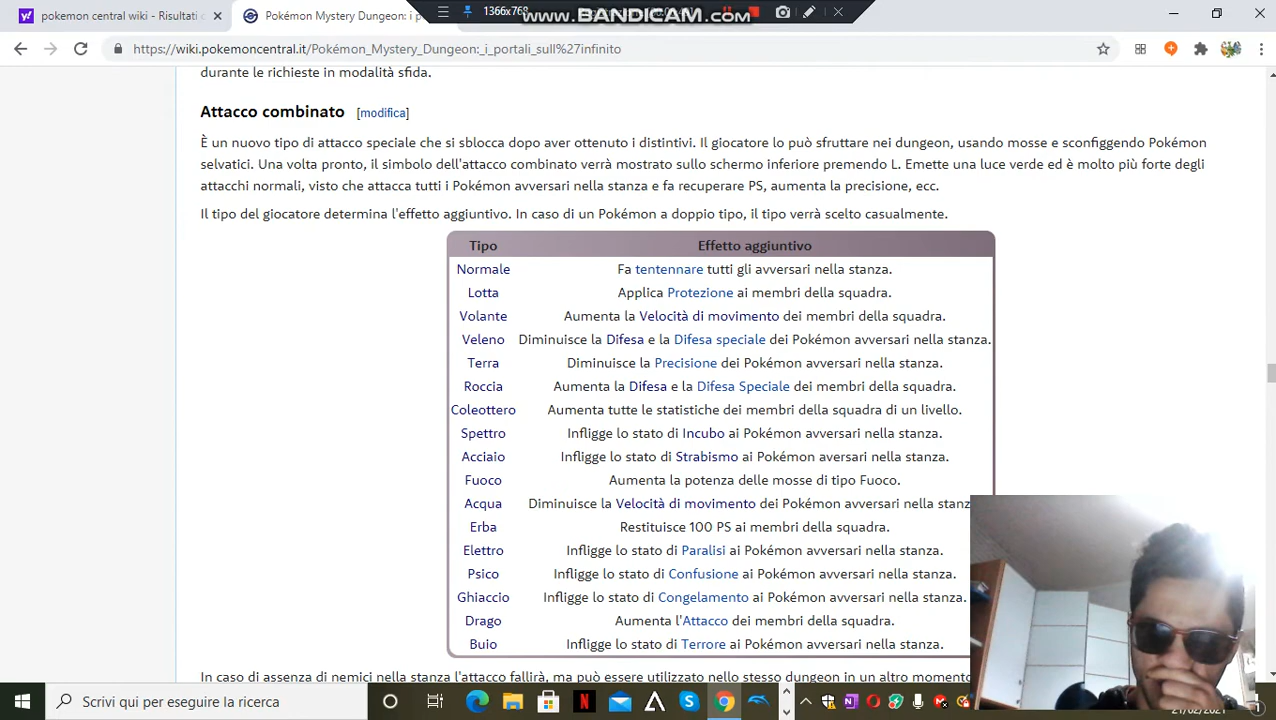 pokemon central wiki - Risultati
Pokémon Mystery Dungeon: i
1366x768
www.BANDICAM.com
https://wiki.pokemoncentral.it/Pokémon_Mystery_Dungeon:_i_portali_sull%27infinito
durante le richieste in modalità sfida.
Attacco combinato [modifica]
È un nuovo tipo di attacco speciale che si sblocca dopo aver ottenuto i distintivi. Il giocatore lo può sfruttare nei dungeon, usando mosse e sconfiggendo Pokémon
selvatici. Una volta pronto, il simbolo dell'attacco combinato verrà mostrato sullo schermo inferiore premendo L. Emette una luce verde ed è molto più forte degli
attacchi normali, visto che attacca tutti i Pokémon avversari nella stanza e fa recuperare PS, aumenta la precisione, ecc.
Il tipo del giocatore determina l'effetto aggiuntivo. In caso di un Pokémon a doppio tipo, il tipo verrà scelto casualmente.
Tipo Effetto aggiuntivo
Normale Fa tentennare tutti gli avversari nella stanza.
Lotta Applica Protezione ai membri della squadra.
Volante Aumenta la Velocità di movimento dei membri della squadra.
Veleno Diminuisce la Difesa e la Difesa speciale dei Pokémon avversari nella stanza.
Terra Diminuisce la Precisione dei Pokémon avversari nella stanza.
Roccia Aumenta la Difesa e la Difesa Speciale dei membri della squadra.
Coleottero Aumenta tutte le statistiche dei membri della squadra di un livello.
Spettro Infligge lo stato di Incubo ai Pokémon avversari nella stanza.
Acciaio Infligge lo stato di Strabismo ai Pokémon avversari nella stanza.
Fuoco Aumenta la potenza delle mosse di tipo Fuoco.
Acqua Diminuisce la Velocità di movimento dei Pokémon avversari nella stanz
Erba Restituisce 100 PS ai membri della squadra.
Elettro Infligge lo stato di Paralisi ai Pokémon avversari nella stanza.
Psico Infligge lo stato di Confusione ai Pokémon avversari nella stanza.
Ghiaccio Infligge lo stato di Congelamento ai Pokémon avversari nella stanza.
Drago Aumenta l'Attacco dei membri della squadra.
Buio Infligge lo stato di Terrore ai Pokémon avversari nella stanza.
In caso di assenza di nemici nella stanza l'attacco fallirà, ma può essere utilizzato nello stesso dungeon in un altro momento
Scrivi qui per eseguire la ricerca
21/02/2021